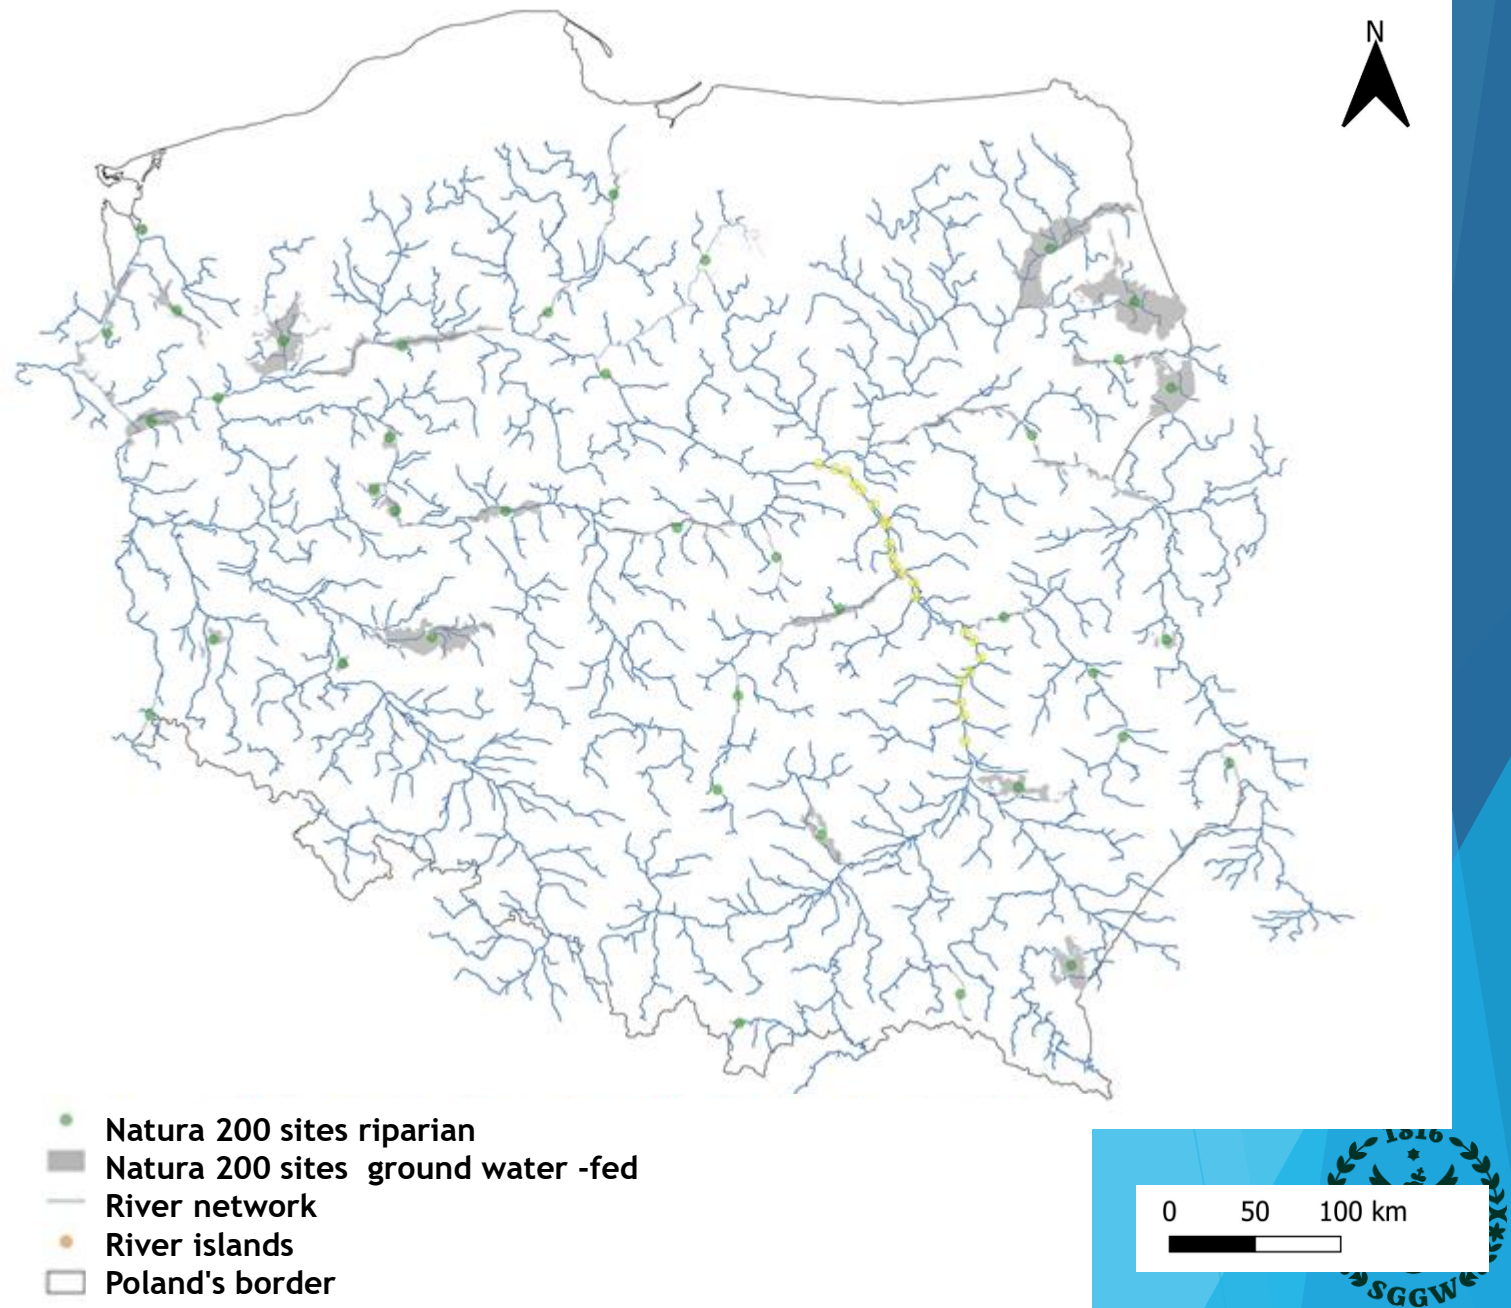 N
Natura 200 sites riparian
Natura 200 sites ground water -fed
River network
River islands
Poland's border
1816
0 50 100 km
SGGW